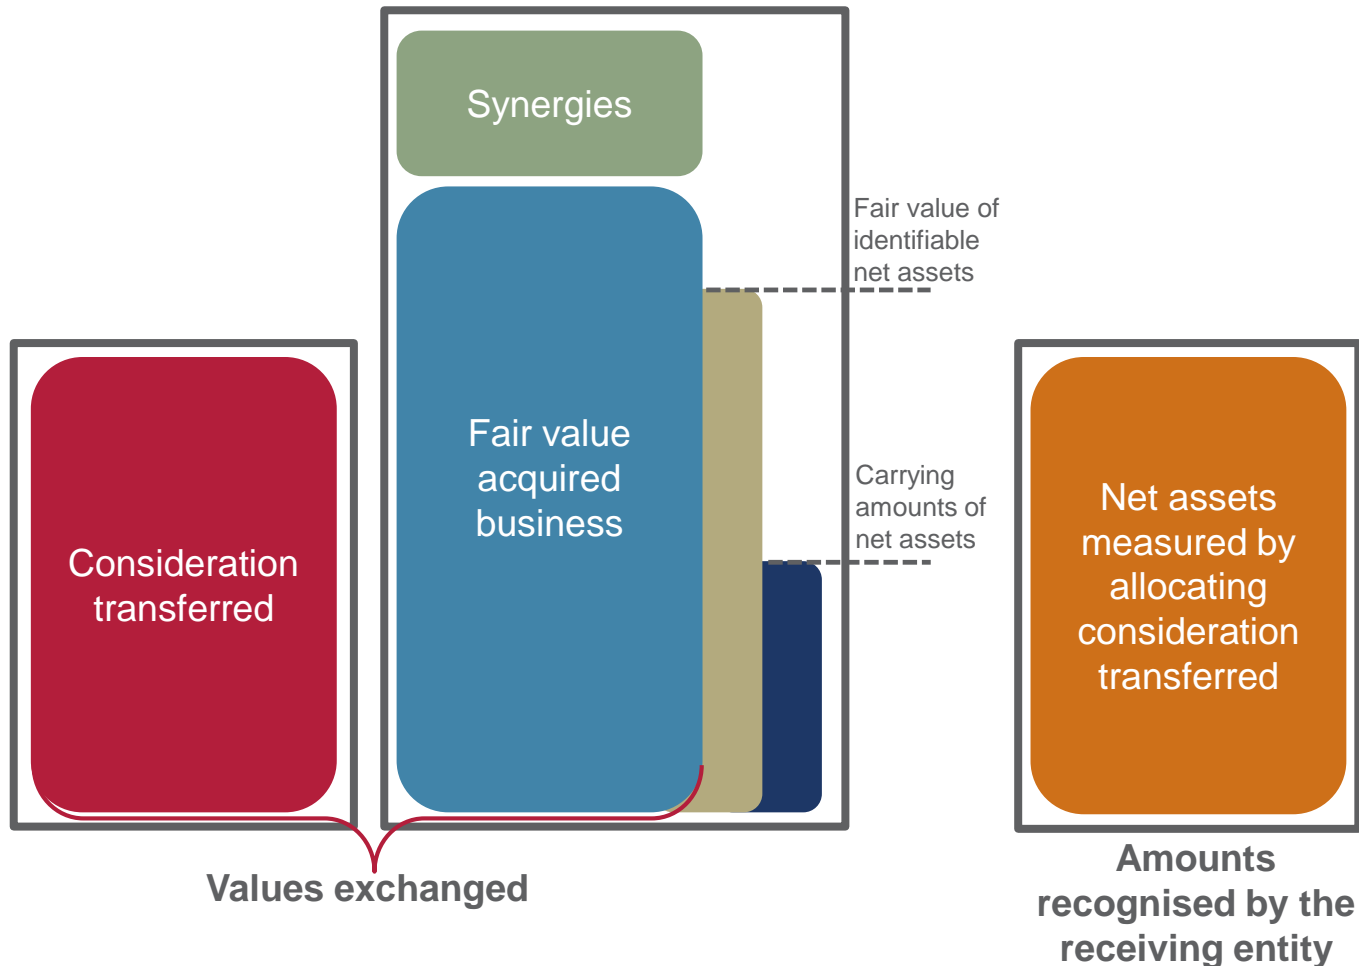 Synergies
Fair value of
identifiable
net assets
Fair value
acquired
business
Carrying
amounts of
net assets
Consideration
transferred
Net assets
measured by
allocating
consideration
transferred
Values exchanged
Amounts
recognised by the
receiving entity